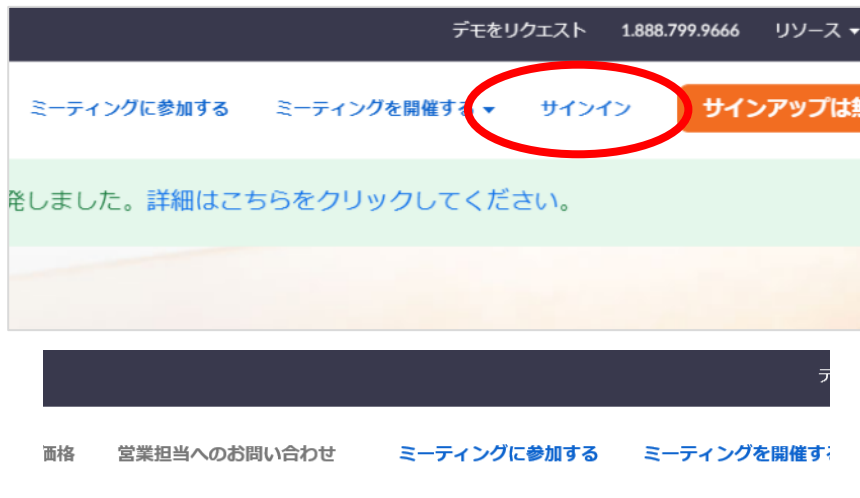 デモをリクエスト 1.888.799.9666 リソース
ミーティングに参加する ミーティングを開催する サインイン サインアップは
発しました。詳細はこちらをクリックしてください。
デ
価格 営業担当へのお問い合わせ ミーティングに参加する ミーティングを開催す